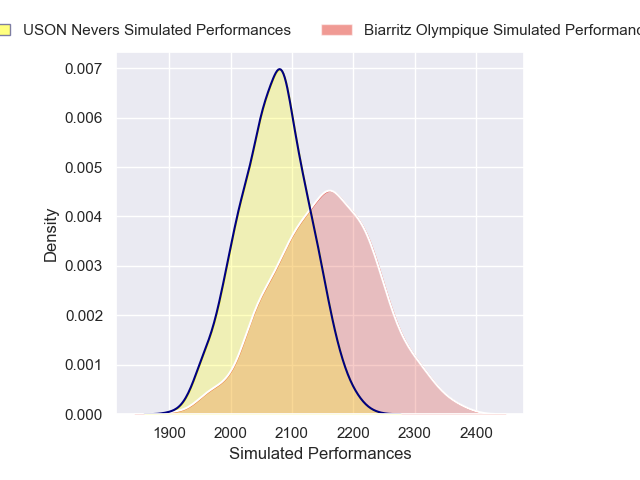 USON Nevers Simulated Performances
Biarritz Olympique Simulated Performanc
0.007
0.006
0.005
0.004
0.003
0.002
0.001
0.000
Density
1900 2000 2100 2200 2300 2400
Simulated Performances